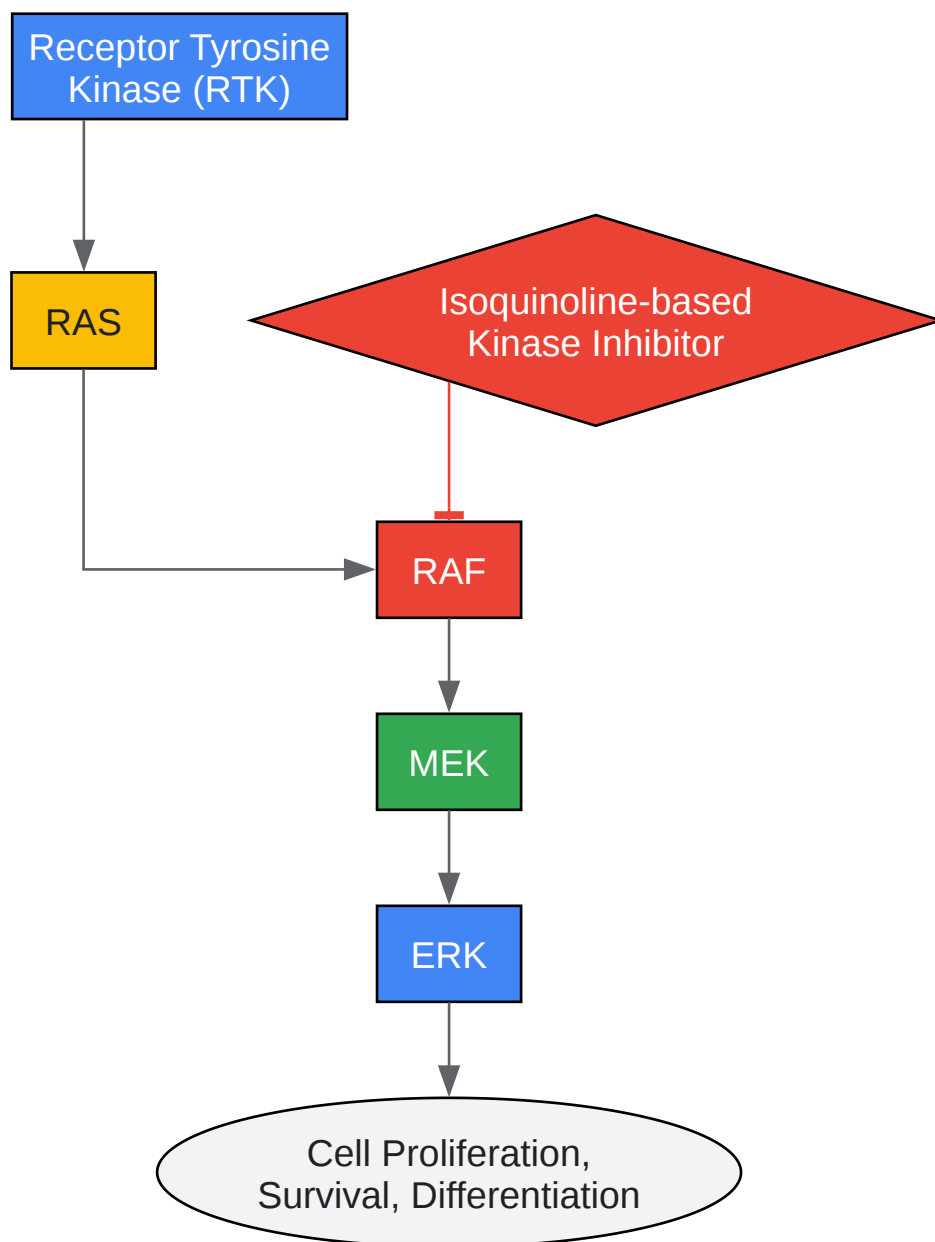 Receptor Tyrosine
Kinase (RTK)
RAS
Isoquinoline-based
Kinase Inhibitor
RAF
MEK
ERK
Cell Proliferation,
Survival, Differentiation